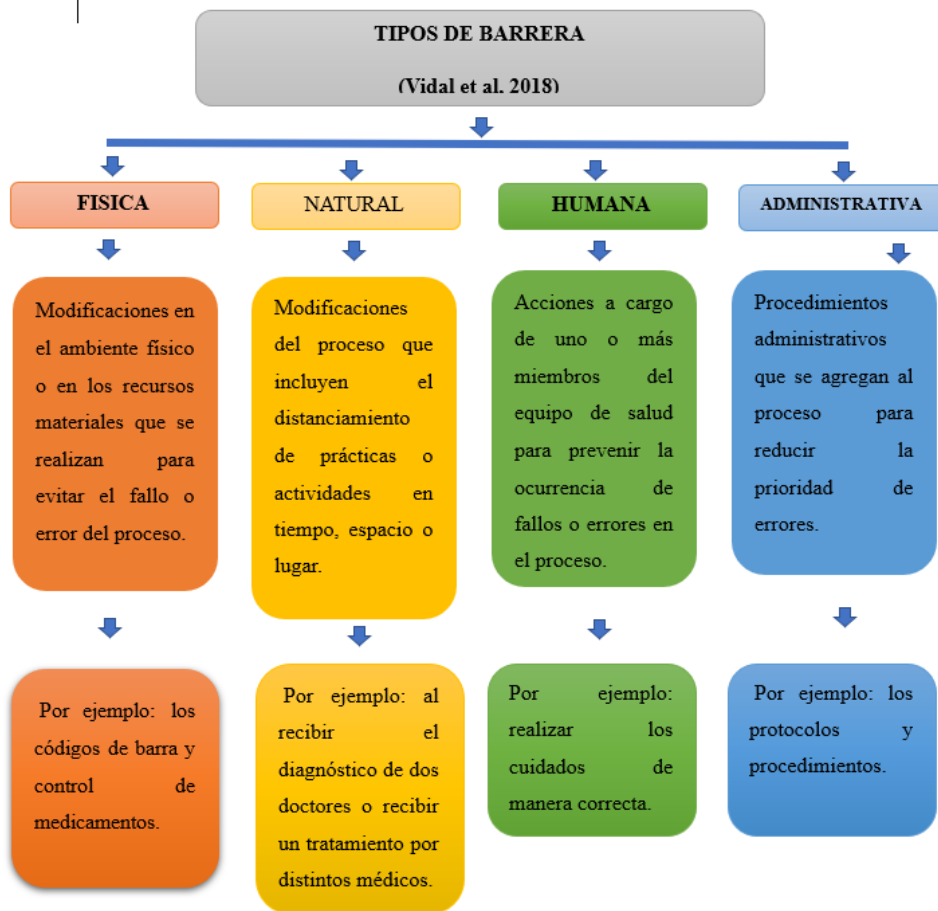 TIPOS DE BARRERA
(Vidal et al. 2018)
FISICA
NATURAL
HUMANA
ADMINISTRATIVA
Modificaciones en
el ambiente físico
o en los recursos
materiales que se
realizan para
evitar el fallo o
error del proceso.
Modificaciones
del proceso que
incluyen el
distanciamiento
de prácticas o
actividades en
tiempo, espacio o
lugar.
Acciones a cargo
de uno o más
miembros del
equipo de salud
para prevenir la
ocurrencia de
fallos o errores en
el proceso.
Procedimientos
administrativos
que se agregan al
proceso para
reducir la
prioridad de
errores.
Por ejemplo: los
códigos de barra y
control de
medicamentos.
Por ejemplo: al
recibir el
diagnóstico de dos
doctores o recibir
un tratamiento por
distintos médicos.
Por ejemplo:
realizar los
cuidados de
manera correcta.
Por ejemplo: los
protocolos y
procedimientos.